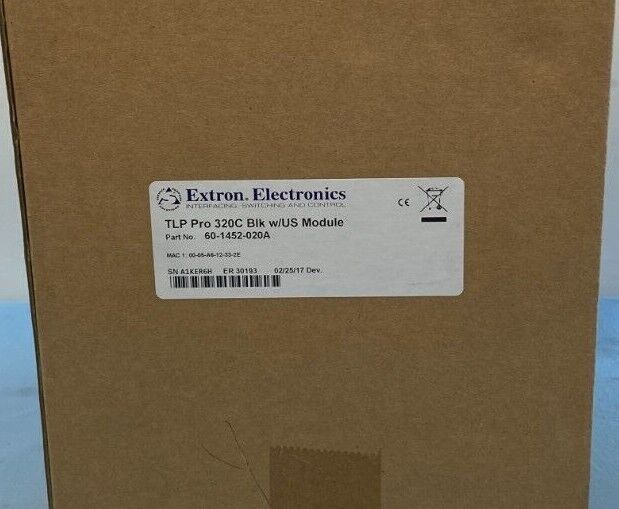 Extron. Electronics
INTERFACING, SWITCHING AND CONTROL
TLP Pro 320C Blk w/US Module
Part No. 60-1452-020A
MAC 1: 00-05-A6-12-33-2E
SN A1KER6H ER 30193 02/25/17 Dev.
CE